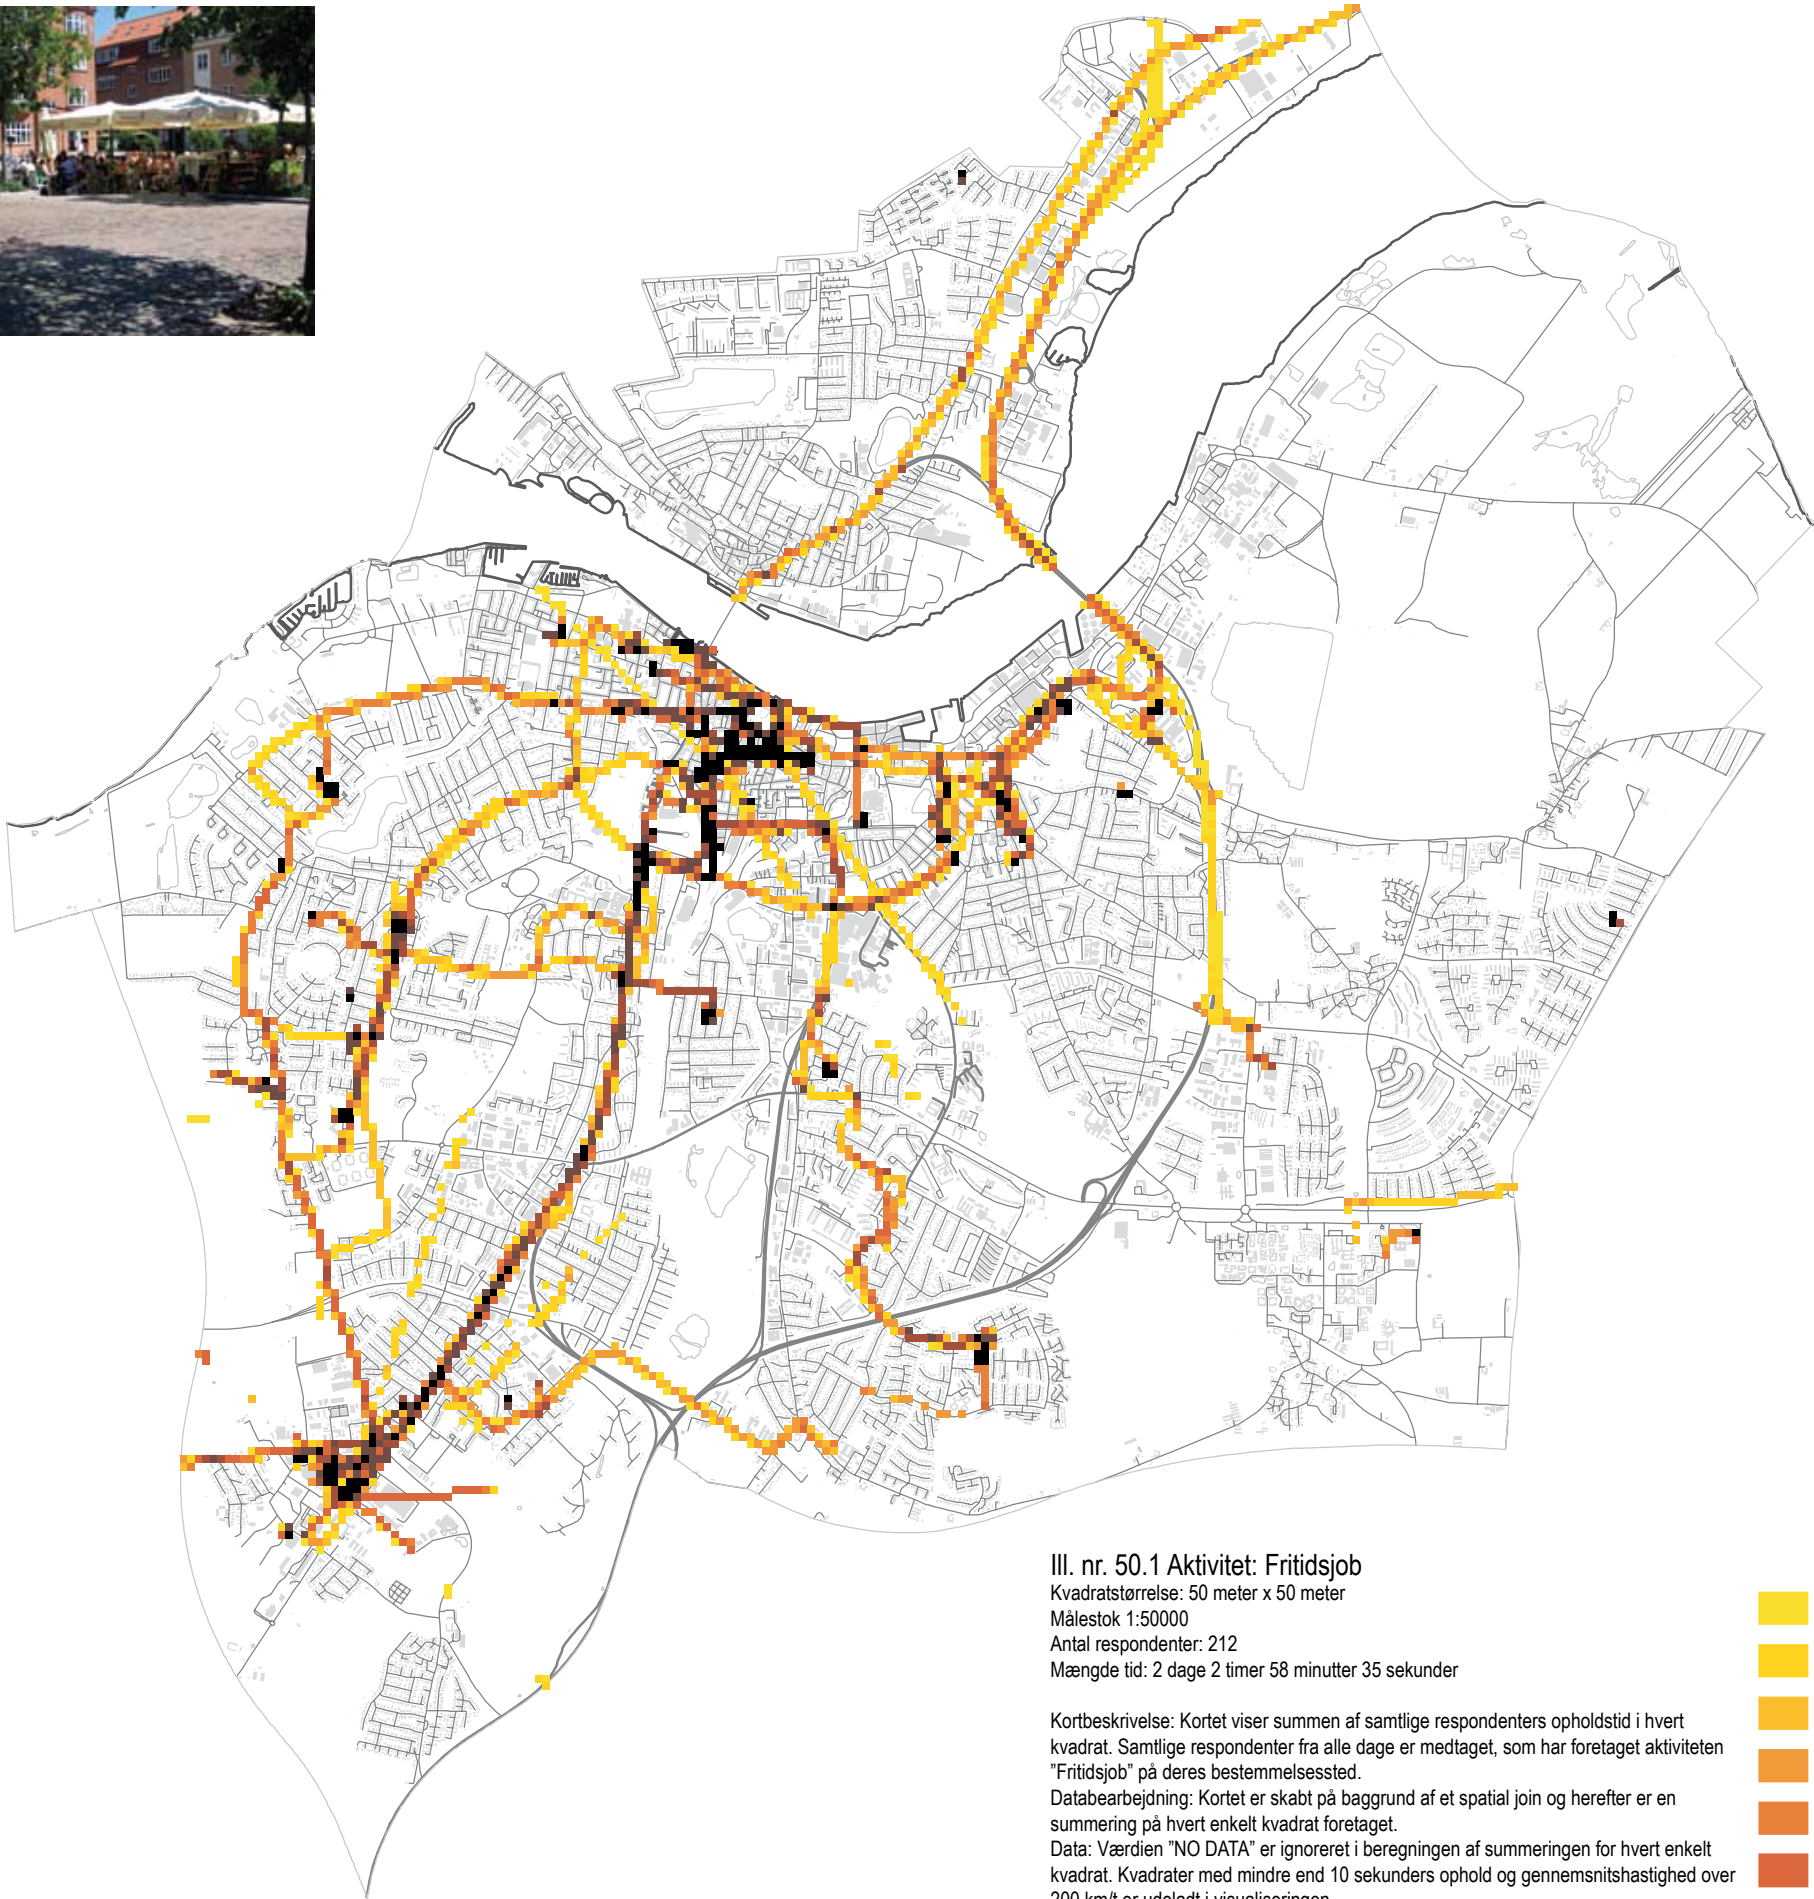 Ill. nr. 50.1 Aktivitet: Fritidsjob
Kvadratstørrelse: 50 meter x 50 meter
Målestok 1:50000
Antal respondenter: 212
Mængde tid: 2 dage 2 timer 58 minutter 35 sekunder
Kortbeskrivelse: Kortet viser summen af samtlige respondenters opholdstid i hvert
kvadrat. Samtlige respondenter fra alle dage er medtaget, som har foretaget aktiviteten
”Fritidsjob” på deres bestemmelsessted.
Databearbejdning: Kortet er skabt på baggrund af et spatial join og herefter er en
summering på hvert enkelt kvadrat foretaget.
Data: Værdien ”NO DATA” er ignoreret i beregningen af summeringen for hvert enkelt
kvadrat. Kvadrater med mindre end 10 sekunders ophold og gennemsnitshastighed over
200 km/t er udeladt i visualiseringen